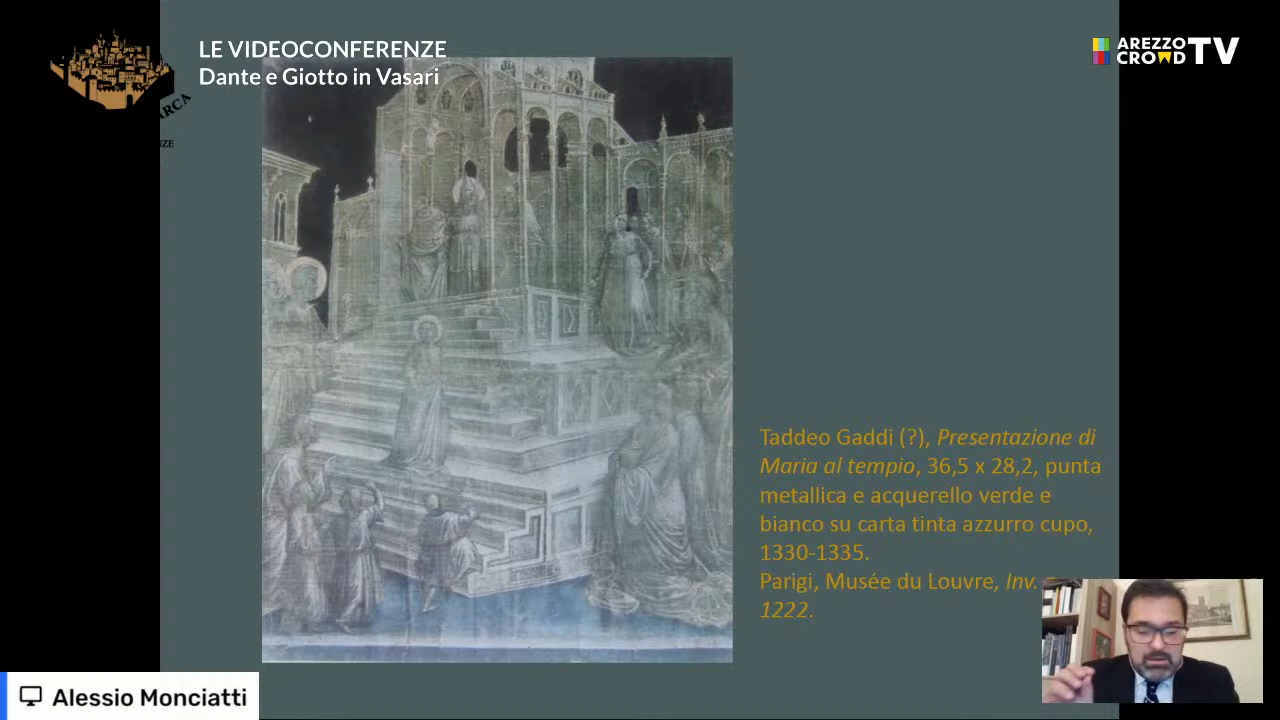 LE VIDEOCONFERENZE
Dante e Giotto in Vasari
AREZZO
CROWD
TV
Taddeo Gaddi (?), Presentazione di
Maria al tempio, 36,5 x 28,2, punta
metallica e acquerello verde e
bianco su carta tinta azzurro cupo,
1330-1335.
Parigi, Musée du Louvre, Inv.
1222.
Alessio Monciatti